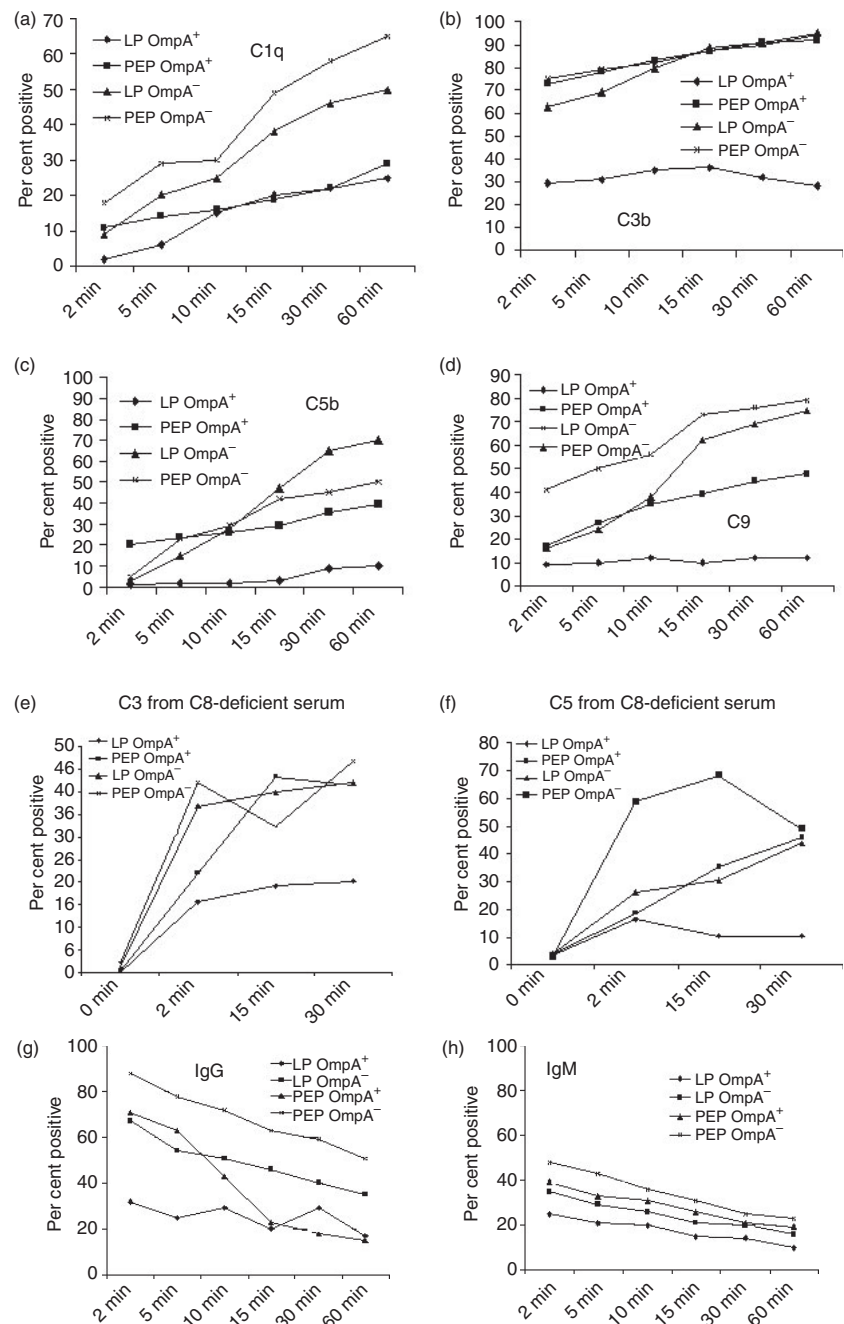 (a)
70
60
50
40
30
20
10
0
Per cent positive
LP OmpA+
PEP OmpA+
LP OmpA−
PEP OmpA−
C1q
2 min
5 min
10 min
15 min
30 min
60 min
(b)
100
90
80
70
60
50
40
30
20
10
0
Per cent positive
LP OmpA+
PEP OmpA+
LP OmpA−
PEP OmpA−
C3b
2 min
5 min
10 min
15 min
30 min
60 min
(c)
100
90
80
70
60
50
40
30
20
10
0
Per cent positive
C5b
LP OmpA+
PEP OmpA+
LP OmpA−
PEP OmpA−
2 min
5 min
10 min
15 min
30 min
60 min
(d)
90
80
70
60
50
40
30
20
10
0
Per cent positive
LP OmpA+
PEP OmpA+
LP OmpA−
PEP OmpA−
C9
2 min
5 min
10 min
15 min
30 min
60 min
(e)
C3 from C8-deficient serum
50
46
40
36
30
26
20
16
10
6
0
Per cent positive
LP OmpA+
PEP OmpA+
LP OmpA−
PEP OmpA−
0 min
2 min
15 min
30 min
(f)
C5 from C8-deficient serum
80
70
60
50
40
30
20
10
0
Per cent positive
LP OmpA+
PEP OmpA+
LP OmpA−
PEP OmpA−
0 min
2 min
15 min
30 min
(g)
100
80
60
40
20
0
Per cent positive
IgG
LP OmpA+
LP OmpA−
PEP OmpA+
PEP OmpA−
2 min
5 min
10 min
15 min
30 min
60 min
(h)
100
80
60
40
20
0
Per cent positive
IgM
LP OmpA+
LP OmpA−
PEP OmpA+
PEP OmpA−
2 min
5 min
10 min
15 min
30 min
60 min